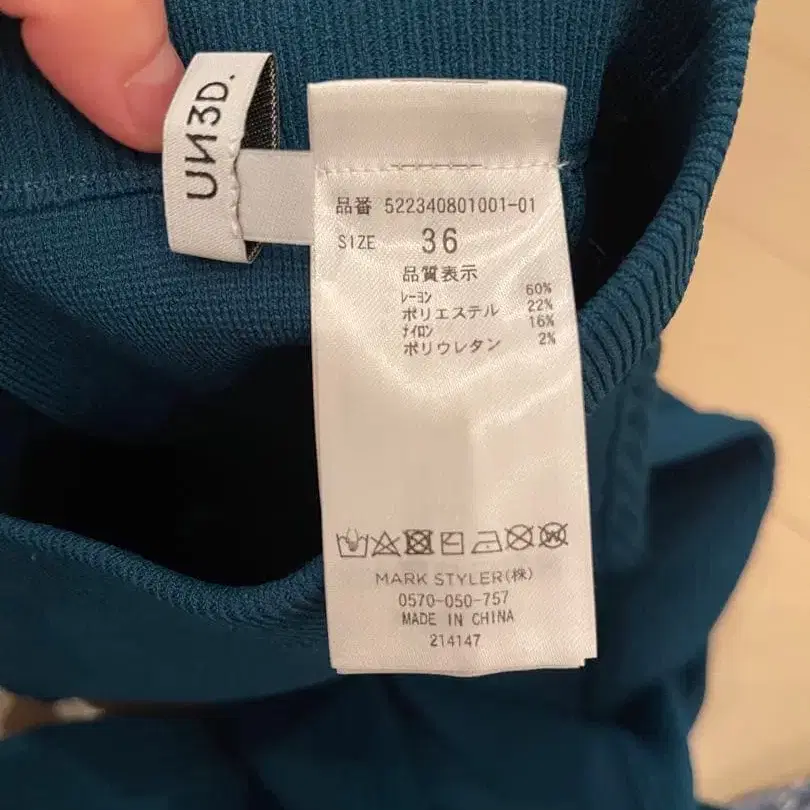 UN3D.
品番 522340801001-01
SIZE 36
品質表示
レーヨン 60%
ポリエステル 22%
ナイロン 16%
ポリウレタン 2%
MARK STYLER(株)
0570-050-757
MADE IN CHINA
214147